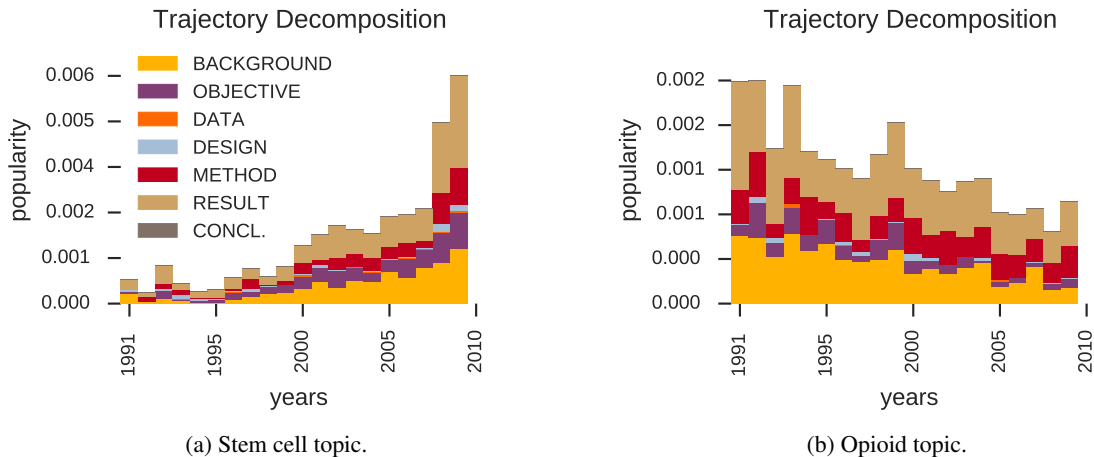 Trajectory Decomposition
BACKGROUND
OBJECTIVE
DATA
DESIGN
METHOD
RESULT
CONCL.
popularity
0.006
0.005
0.004
0.002
0.001
0.000
1991
1995
2000
2005
2010
years
(a) Stem cell topic.
Trajectory Decomposition
popularity
0.002
0.002
0.001
0.001
0.000
0.000
1991
1995
2000
2005
2010
years
(b) Opioid topic.